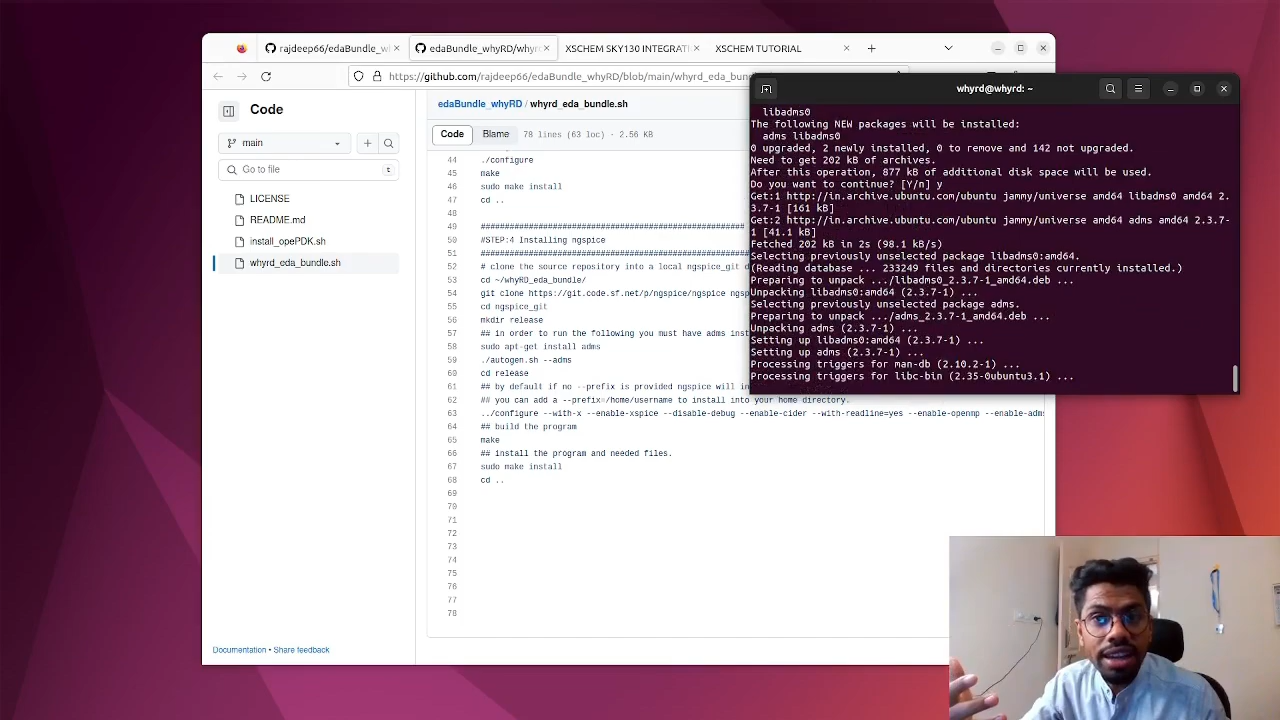 rajdeep66/edaBundle_wh
edaBundle_whyRD/whyr
XSCHEM SKY130 INTEGRATI
XSCHEM TUTORIAL
https://github.com/rajdeep66/edaBundle_whyRD/blob/main/whyrd_eda_bund
Code
main
Go to file
t
LICENSE
README.md
install_opePDK.sh
whyrd_eda_bundle.sh
Documentation • Share feedback
edaBundle_whyRD / whyrd_eda_bundle.sh
Code Blame 78 lines (63 loc) · 2.56 KB
44 ./configure
45 make
46 sudo make install
47 cd ..
48
49 ########################################################
50 #STEP:4 Installing ngspice
51 ########################################################
52 # clone the source repository into a local ngspice_git d
53 cd ~/whyRD_eda_bundle/
54 git clone https://git.code.sf.net/p/ngspice/ngspice ngsp
55 cd ngspice_git
56 mkdir release
57 ## in order to run the following you must have adms inst
58 sudo apt-get install adms
59 ./autogen.sh --adms
60 cd release
61 ## by default if no --prefix is provided ngspice will in
62 ## you can add a --prefix=/home/username to install into your home directory.
63 ../configure --with-x --enable-xspice --disable-debug --enable-cider --with-readline=yes --enable-openmp --enable-adms
64 ## build the program
65 make
66 ## install the program and needed files.
67 sudo make install
68 cd ..
69
70
71
72
73
74
75
76
77
78
whyrd@whyrd: ~
libadms0
The following NEW packages will be installed:
adms libadms0
0 upgraded, 2 newly installed, 0 to remove and 142 not upgraded.
Need to get 202 kB of archives.
After this operation, 877 kB of additional disk space will be used.
Do you want to continue? [Y/n] y
Get:1 http://in.archive.ubuntu.com/ubuntu jammy/universe amd64 libadms0 amd64 2.
3.7-1 [161 kB]
Get:2 http://in.archive.ubuntu.com/ubuntu jammy/universe amd64 adms amd64 2.3.7-
1 [41.1 kB]
Fetched 202 kB in 2s (98.1 kB/s)
Selecting previously unselected package libadms0:amd64.
(Reading database ... 233249 files and directories currently installed.)
Preparing to unpack .../libadms0_2.3.7-1_amd64.deb ...
Unpacking libadms0:amd64 (2.3.7-1) ...
Selecting previously unselected package adms.
Preparing to unpack .../adms_2.3.7-1_amd64.deb ...
Unpacking adms (2.3.7-1) ...
Setting up libadms0:amd64 (2.3.7-1) ...
Setting up adms (2.3.7-1) ...
Processing triggers for man-db (2.10.2-1) ...
Processing triggers for libc-bin (2.35-0ubuntu3.1) ...